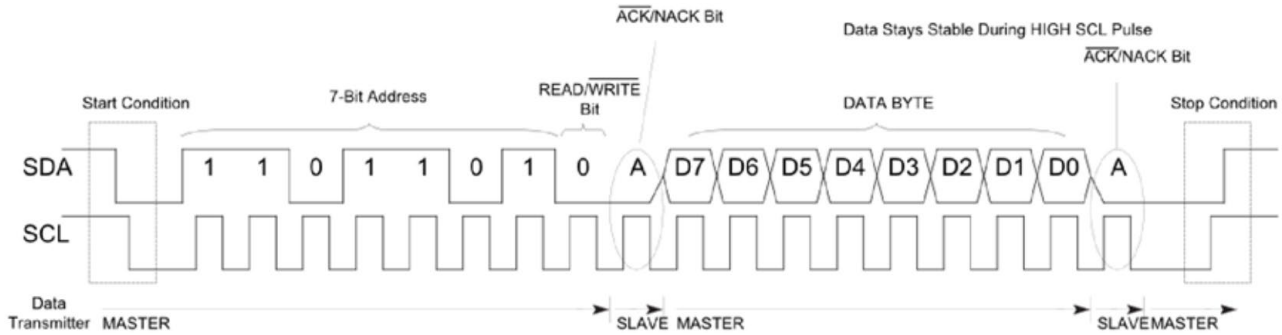 ACK/NACK Bit
Data Stays Stable During HIGH SCL Pulse
ACK/NACK Bit
Start Condition
7-Bit Address
READ/WRITE
Bit
DATA BYTE
Stop Condition
SDA 1 1 0 1 1 0 1 0 A D7 D6 D5 D4 D3 D2 D1 D0 A
SCL
Data
Transmitter MASTER SLAVE MASTER SLAVE MASTER